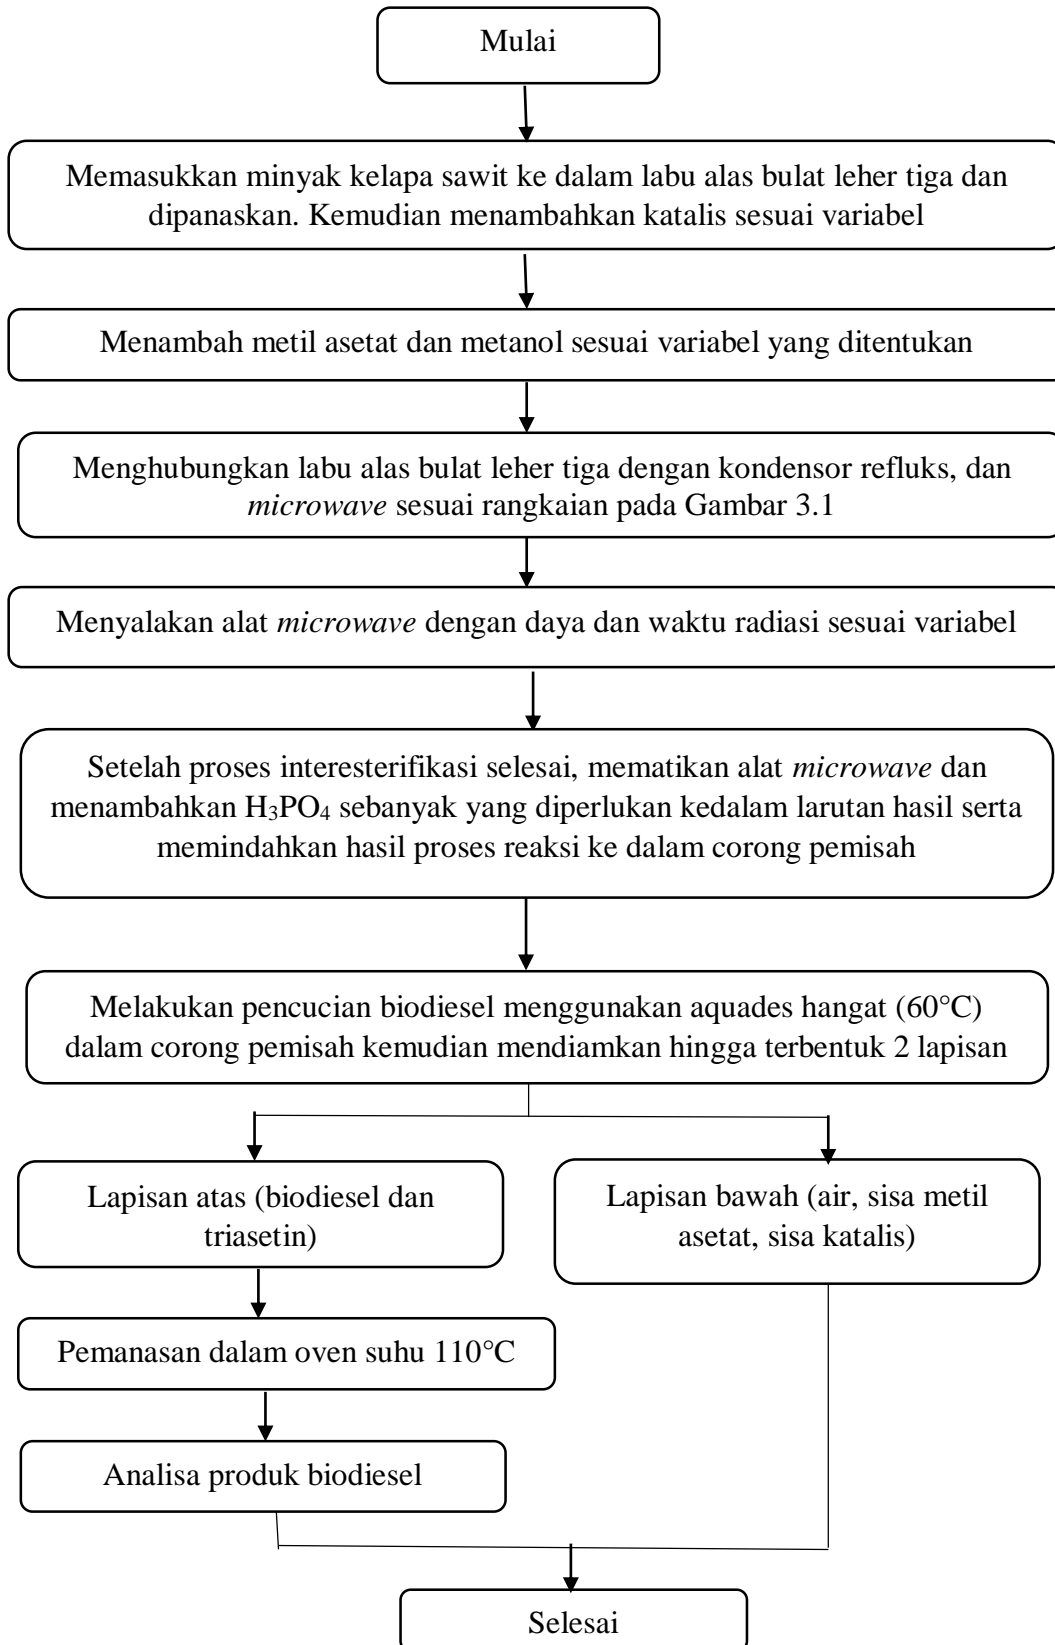 Mulai
Memasukkan minyak kelapa sawit ke dalam labu alas bulat leher tiga dan
dipanaskan. Kemudian menambahkan katalis sesuai variabel
Menambah metil asetat dan metanol sesuai variabel yang ditentukan
Menghubungkan labu alas bulat leher tiga dengan kondensor refluks, dan
microwave sesuai rangkaian pada Gambar 3.1
Menyalakan alat microwave dengan daya dan waktu radiasi sesuai variabel
Setelah proses interesterifikasi selesai, mematikan alat microwave dan
menambahkan H₃PO₄ sebanyak yang diperlukan kedalam larutan hasil serta
memindahkan hasil proses reaksi ke dalam corong pemisah
Melakukan pencucian biodiesel menggunakan aquades hangat (60°C)
dalam corong pemisah kemudian mendiamkan hingga terbentuk 2 lapisan
Lapisan atas (biodiesel dan
triasetin)
Lapisan bawah (air, sisa metil
asetat, sisa katalis)
Pemanasan dalam oven suhu 110°C
Analisa produk biodiesel
Selesai